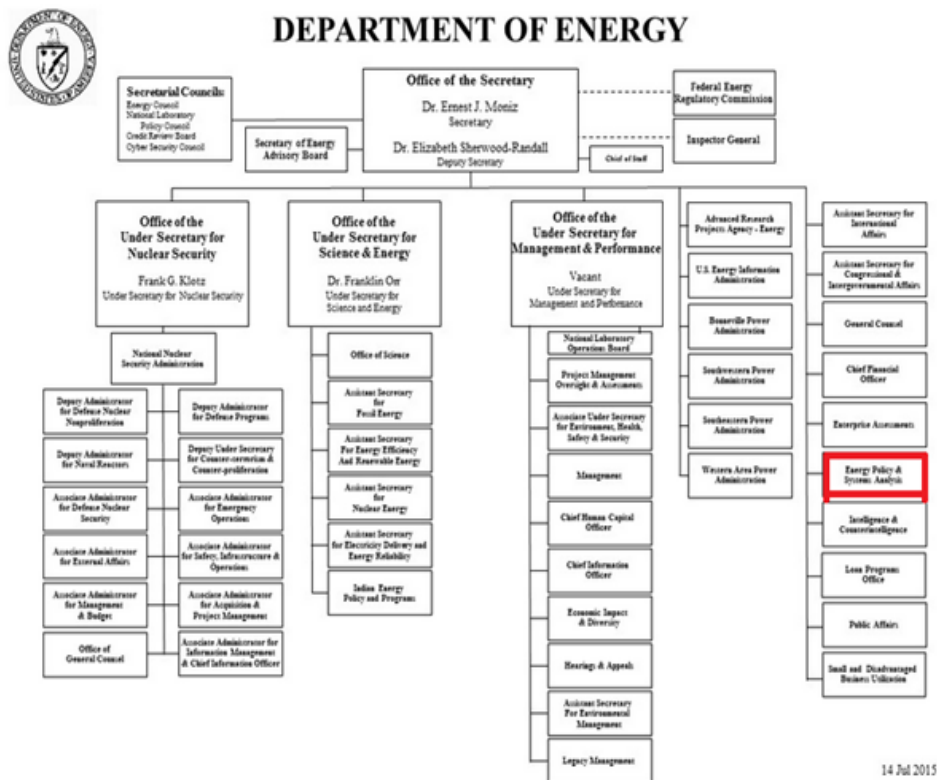 DEPARTMENT OF ENERGY
Secretarial Councils:
Energy Council
National Laboratory
Policy Council
Credit Review Board
Cyber Security Council
Office of the Secretary
Dr. Ernest J. Moniz
Secretary
Dr. Elizabeth Sherwood-Randall
Deputy Secretary
Federal Energy
Regulatory Commission
Inspector General
Secretary of Energy
Advisory Board
Chief of Staff
Office of the
Under Secretary for
Nuclear Security
Frank G. Klotz
Under Secretary for Nuclear Security
National Nuclear
Security Administration
Deputy Administrator
for Defense Nuclear
Nonproliferation
Deputy Administrator
for Defense Programs
Deputy Administrator
for Naval Reactors
Deputy Under Secretary
for Counter-terrorism &
Counter-proliferation
Associate Administrator
for Defense Nuclear
Security
Associate Administrator
for Emergency
Operations
Associate Administrator
for External Affairs
Associate Administrator
for Safety, Infrastructure &
Operations
Associate Administrator
for Management
& Budget
Associate Administrator
for Acquisition &
Project Management
Office of
General Counsel
Associate Administrator for
Information Management
& Chief Information Officer
Office of the
Under Secretary for
Science & Energy
Dr. Franklin Orr
Under Secretary for
Science and Energy
Office of Science
Assistant Secretary
for
Fossil Energy
Assistant Secretary
For Energy Efficiency
And Renewable Energy
Assistant Secretary
for
Nuclear Energy
Assistant Secretary
for Electricity Delivery and
Energy Reliability
Indian Energy
Policy and Programs
Office of the
Under Secretary for
Management & Performance
Vacant
Under Secretary for
Management and Performance
National Laboratory
Operations Board
Project Management
Oversight & Assessments
Associate Under Secretary
for Environment, Health,
Safety & Security
Management
Chief Human Capital
Officer
Chief Information
Officer
Economic Impact
& Diversity
Hearings & Appeals
Assistant Secretary
For Environmental
Management
Legacy Management
Advanced Research
Projects Agency - Energy
U.S. Energy Information
Administration
Bonneville Power
Administration
Southwestern Power
Administration
Southeastern Power
Administration
Western Area Power
Administration
Assistant Secretary for
International
Affairs
Assistant Secretary for
Congressional &
Intergovernmental Affairs
General Counsel
Chief Financial
Officer
Enterprise Assessments
Energy Policy &
Systems Analysis
Intelligence &
Counterintelligence
Loan Programs
Office
Public Affairs
Small and Disadvantaged
Business Utilization
14 Jul 2015